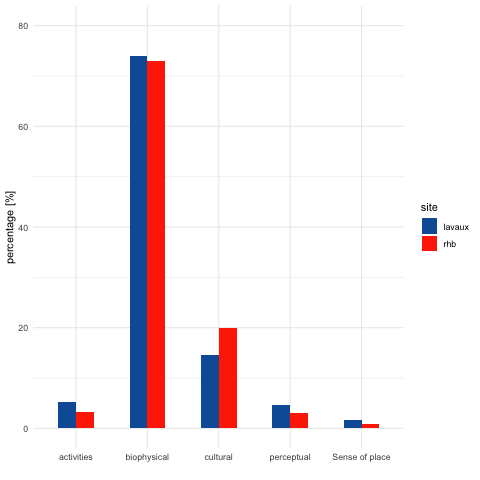 80
60
40
20
0
percentage [%]
activities
biophysical
cultural
perceptual
Sense of place
site
lavaux
rhb